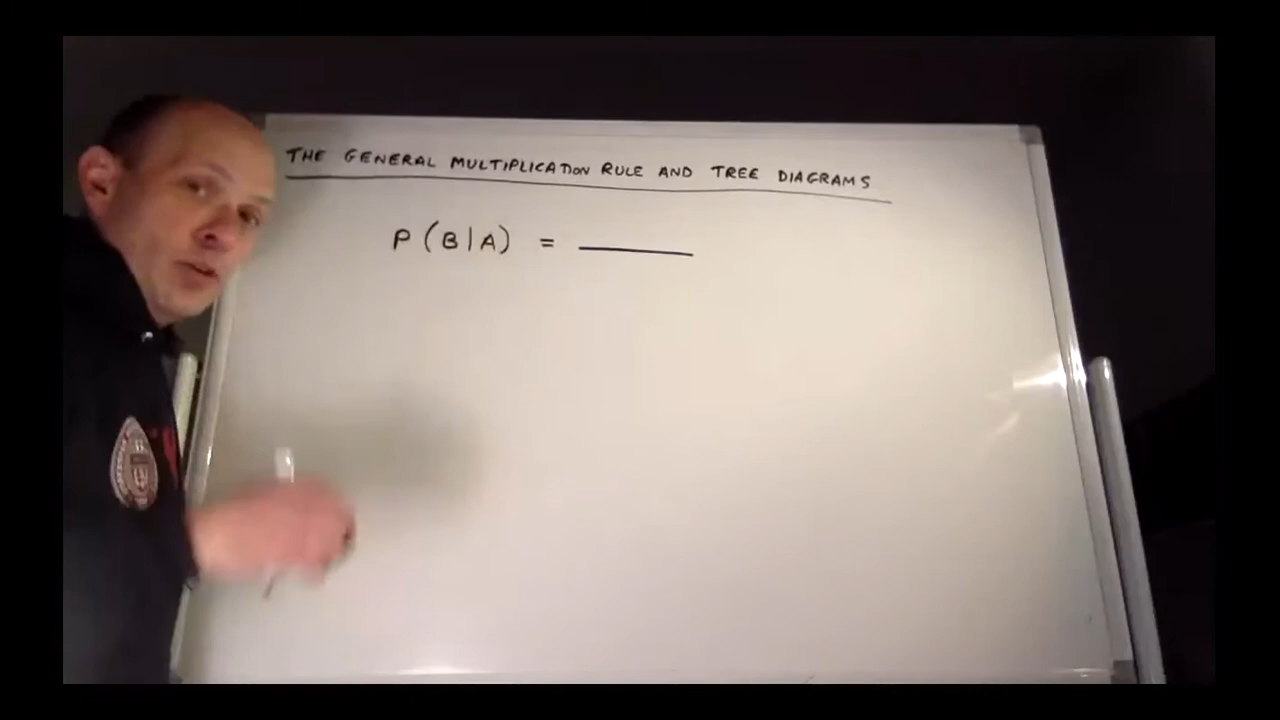 THE GENERAL MULTIPLICATION RULE AND TREE DIAGRAMS
P (B|A) = ______